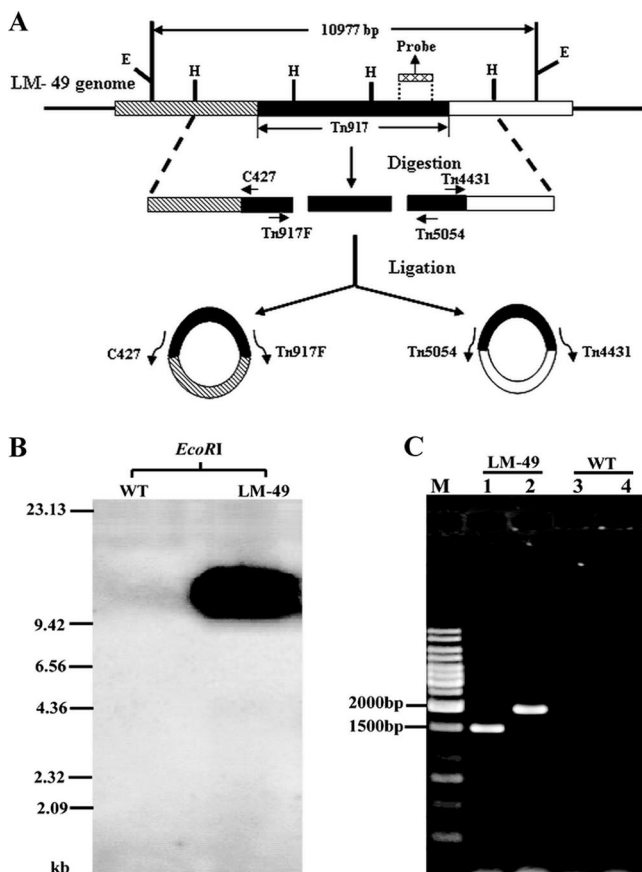 A
10977 bp
E
E
Probe
H
H
H
H
LM- 49 genome
Tn917
Digestion
C427
Tn4431
Tn917F
Tn5054
Ligation
C427
Tn917F
Tn5054
Tn4431
B
EcoRI
WT
LM-49
23.13
9.42
6.56
4.36
2.32
2.09
kb
C
LM-49
WT
M
1
2
3
4
2000bp
1500bp